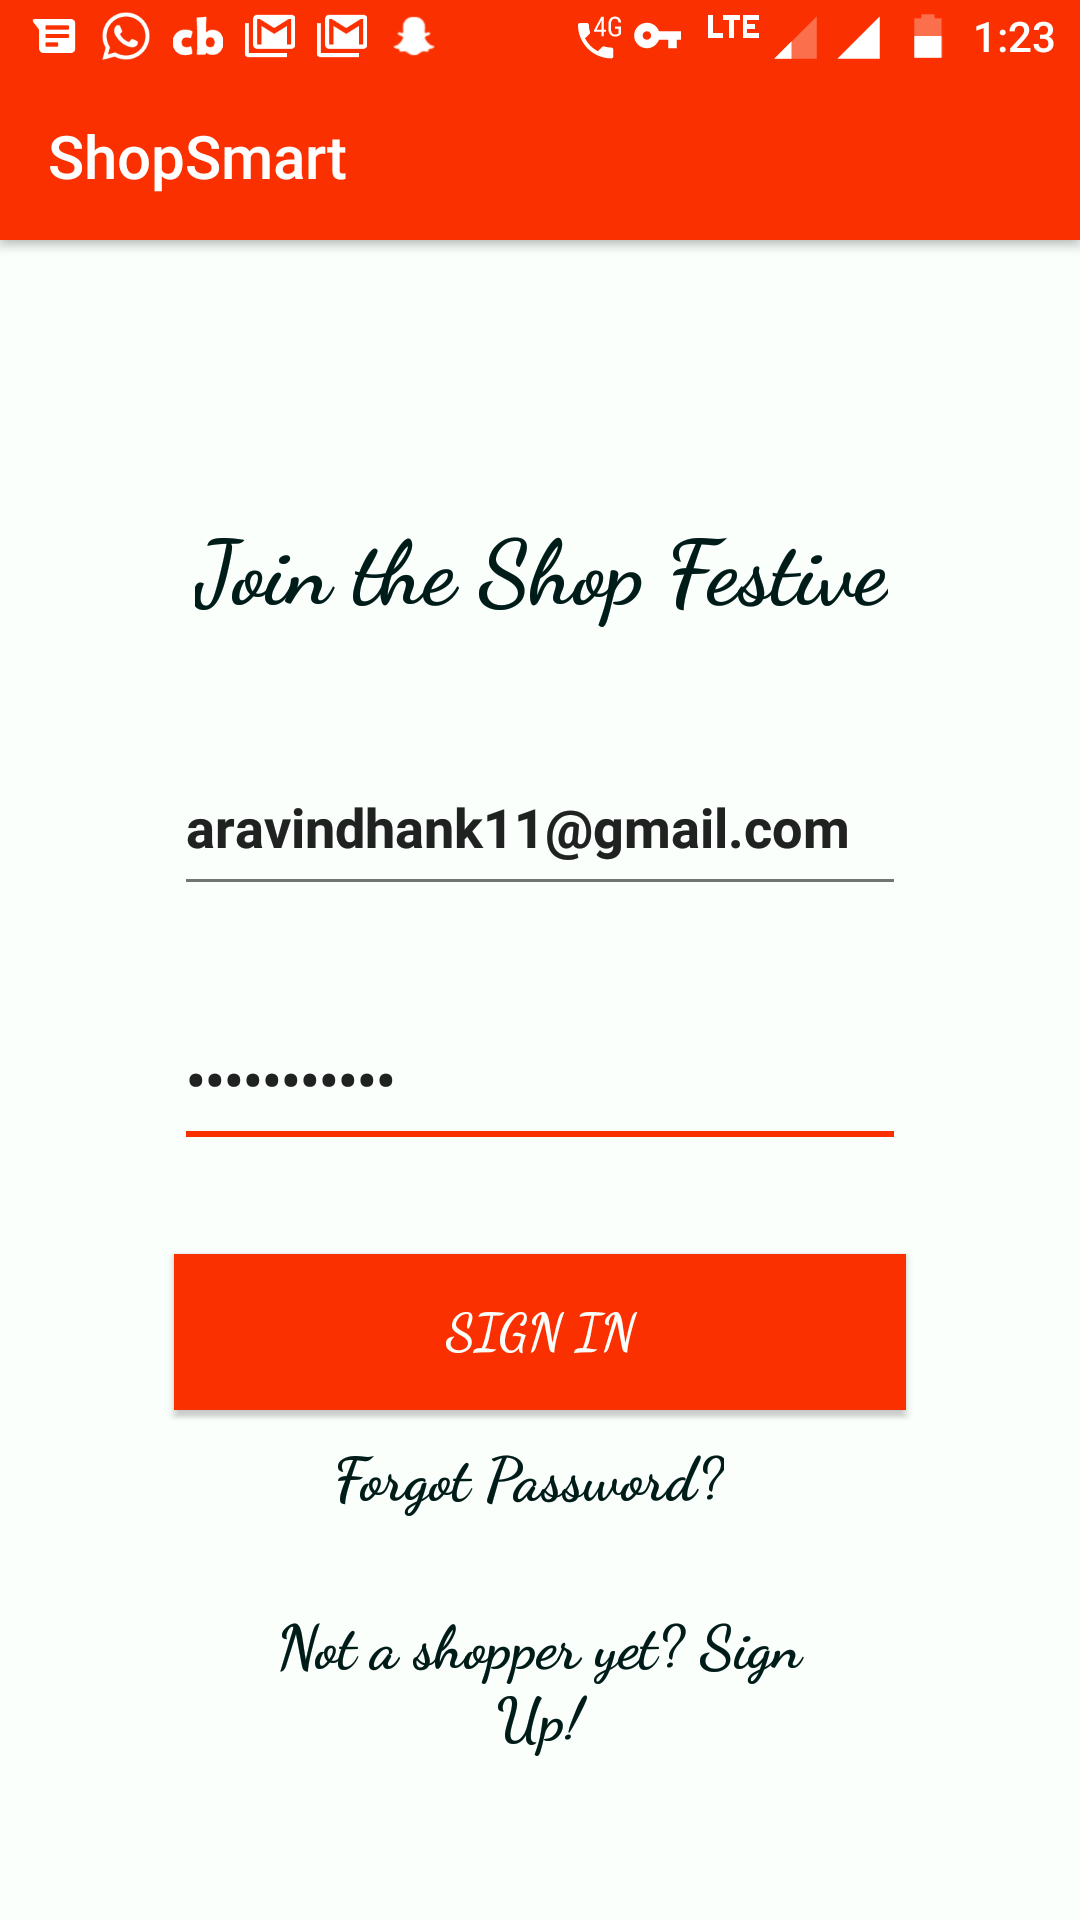 4G LTE 1:23
ShopSmart
Join the Shop Festive
aravindhank11@gmail.com
•••••••••••
SIGN IN
Forgot Password?
Not a shopper yet? Sign
Up!